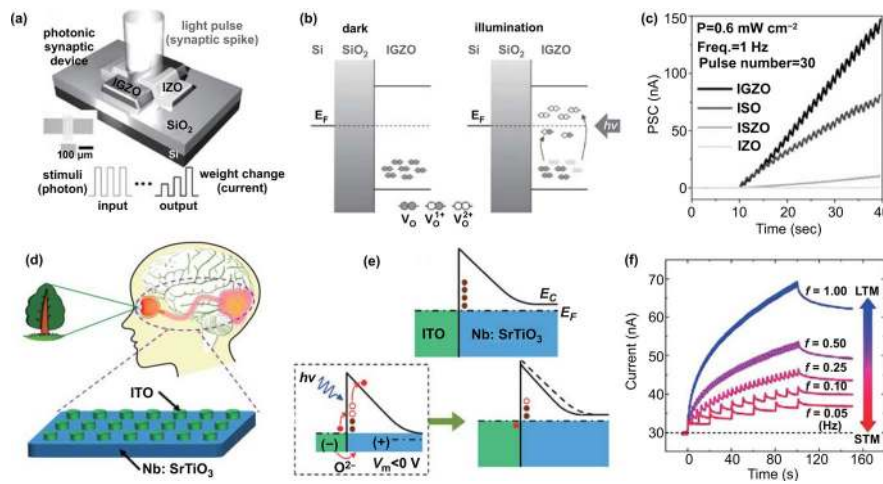 (a)
photonic
synaptic
device
light pulse
(synaptic spike)
IGZO
IZO
SiO2
Si
100 μm
stimuli
(photon)
input
output
weight change
(current)
(b)
dark
illumination
Si SiO2 IGZO
Si SiO2 IGZO
EF
EF
hν
VO VO1+ VO2+
(c)
P=0.6 mW cm−2
Freq.=1 Hz
Pulse number=30
IGZO
ISO
ISZO
IZO
PSC (nA)
150
100
50
0
0 10 20 30 40
Time (sec)
(d)
ITO
Nb: SrTiO3
(e)
EC
EF
ITO
Nb: SrTiO3
hν
(−)
(+)
O2-
Vm<0 V
(f)
Current (nA)
70
60
50
40
30
f = 1.00
f = 0.50
f = 0.25
f = 0.10
f = 0.05
(Hz)
LTM
STM
0 50 100 150
Time (s)